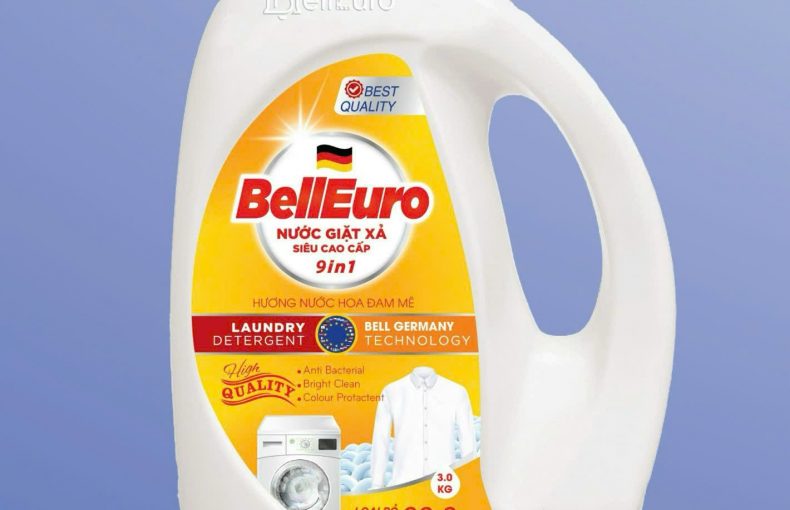 BellEuro
BEST
QUALITY
BellEuro
NƯỚC GIẶT XẢ
SIÊU CAO CẤP
9in1
HƯƠNG NƯỚC HOA ĐAM MÊ
LAUNDRY
DETERGENT
BELL GERMANY
TECHNOLOGY
High
QUALITY
• Anti Bacterial
• Bright Clean
• Colour Protactent
3.0
KG